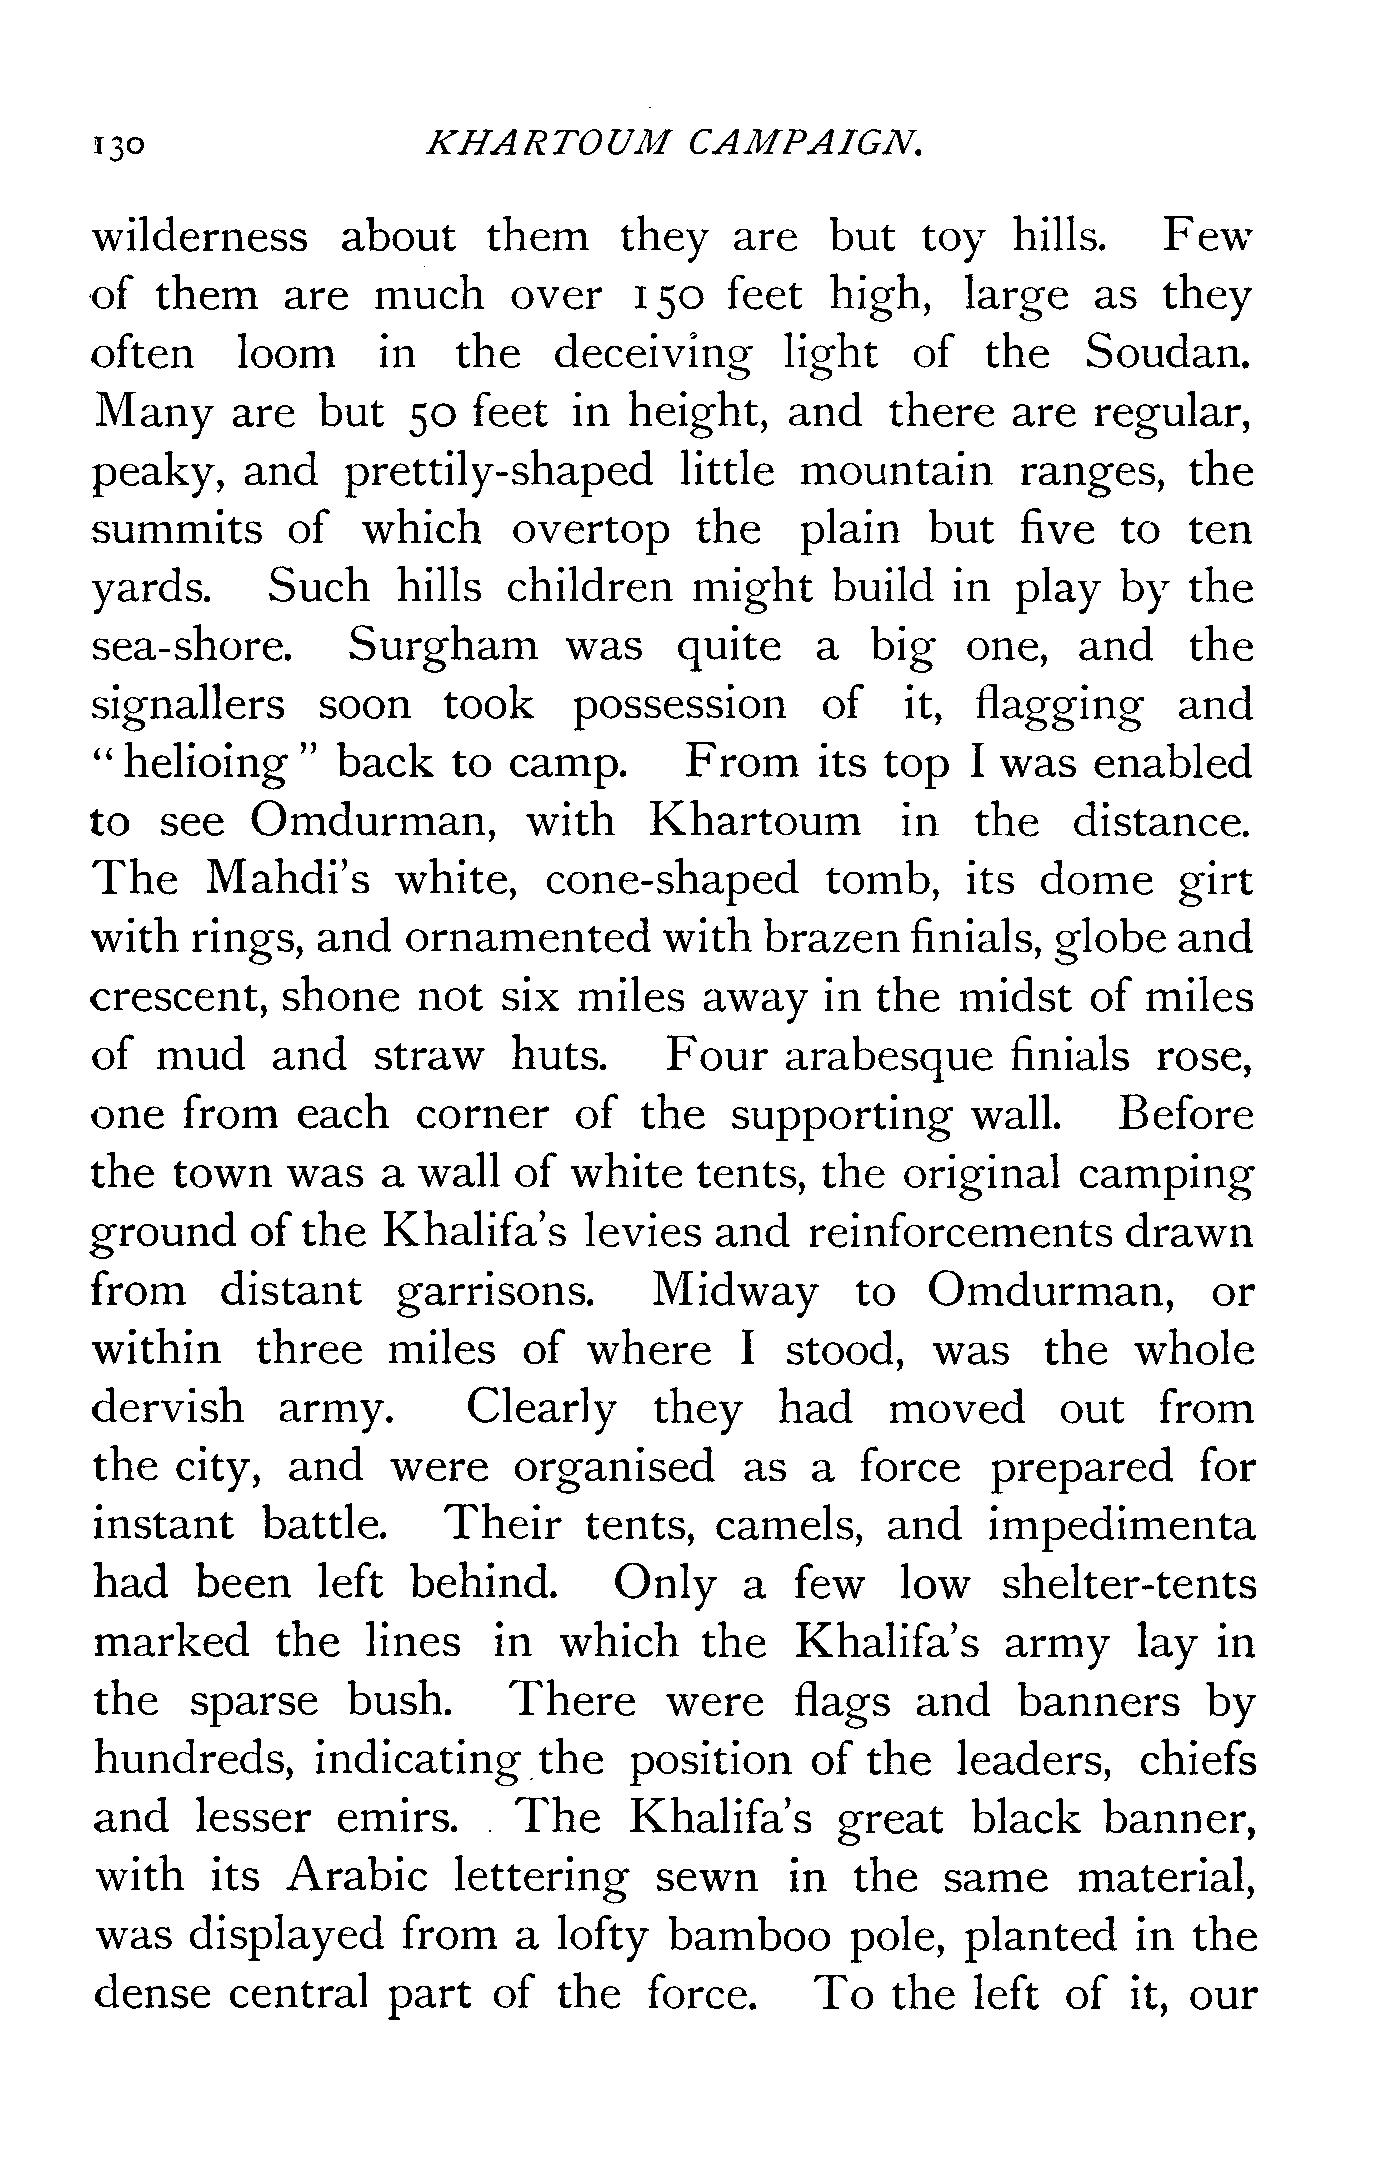 130 KHARTOUM CAMPAIGN.
wilderness about them they are but toy hills. Few
of them are much over 150 feet high, large as they
often loom in the deceiving light of the Soudan.
Many are but 50 feet in height, and there are regular,
peaky, and prettily-shaped little mountain ranges, the
summits of which overtop the plain but five to ten
yards. Such hills children might build in play by the
sea-shore. Surgham was quite a big one, and the
signallers soon took possession of it, flagging and
“ helioing ” back to camp. From its top I was enabled
to see Omdurman, with Khartoum in the distance.
The Mahdi’s white, cone-shaped tomb, its dome girt
with rings, and ornamented with brazen finials, globe and
crescent, shone not six miles away in the midst of miles
of mud and straw huts. Four arabesque finials rose,
one from each corner of the supporting wall. Before
the town was a wall of white tents, the original camping
ground of the Khalifa’s levies and reinforcements drawn
from distant garrisons. Midway to Omdurman, or
within three miles of where I stood, was the whole
dervish army. Clearly they had moved out from
the city, and were organised as a force prepared for
instant battle. Their tents, camels, and impedimenta
had been left behind. Only a few low shelter-tents
marked the lines in which the Khalifa’s army lay in
the sparse bush. There were flags and banners by
hundreds, indicating the position of the leaders, chiefs
and lesser emirs. The Khalifa’s great black banner,
with its Arabic lettering sewn in the same material,
was displayed from a lofty bamboo pole, planted in the
dense central part of the force. To the left of it, our